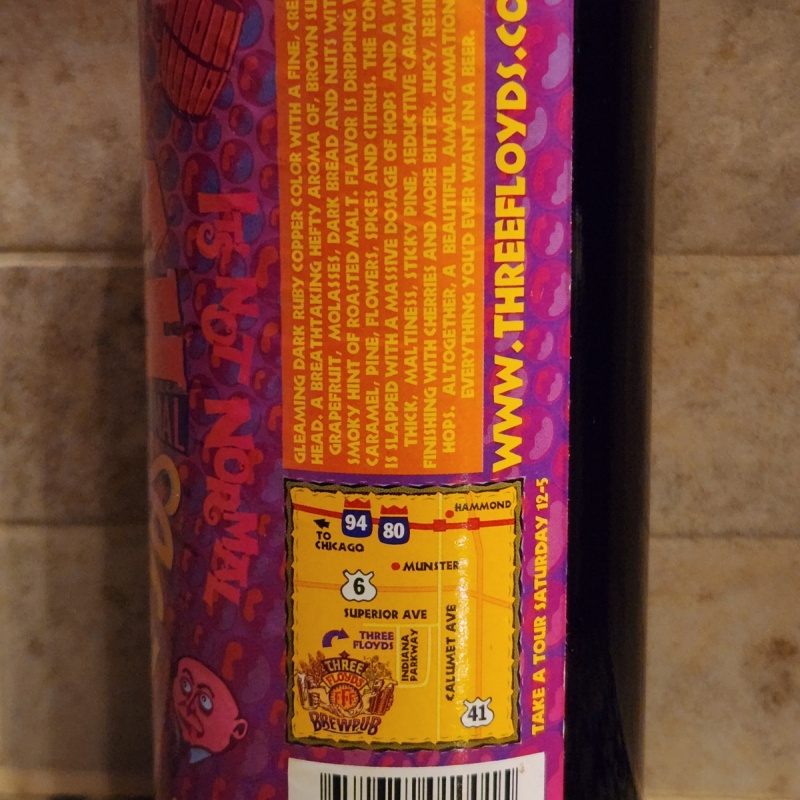 IT'S NOT NORMAL
GLEAMING DARK RUBY COPPER COLOR WITH A FINE, CRE
HEAD. A BREATHTAKING HEFTY AROMA OF, BROWN SU
GRAPEFRUIT, MOLASSES, DARK BREAD AND NUTS WIT
SMOKY HINT OF ROASTED MALT. FLAVOR IS DRIPPING
CARAMEL, PINE, FLOWERS, SPICES AND CITRUS. THE TON
IS SLAPPED WITH A MASSIVE DOSAGE OF HOPS AND A SW
THICK, MALTINESS, STICKY PINE, SEDUCTIVE CARAME
FINISHING WITH CHERRIES AND MORE BITTER, JUICY, RESI
HOPS. ALTOGETHER, A BEAUTIFUL AMALGAMATION
EVERYTHING YOU'D EVER WANT IN A BEER.
WWW.THREEFLOYDS.CO
HAMMOND
94
80
TO
CHICAGO
MUNSTER
6
SUPERIOR AVE
THREE
FLOYDS
INDIANA
PARKWAY
CALUMET AVE
THREE
FLOYDS
FFF
BREWPUB
41
TAKE A TOUR SATURDAY 12-5